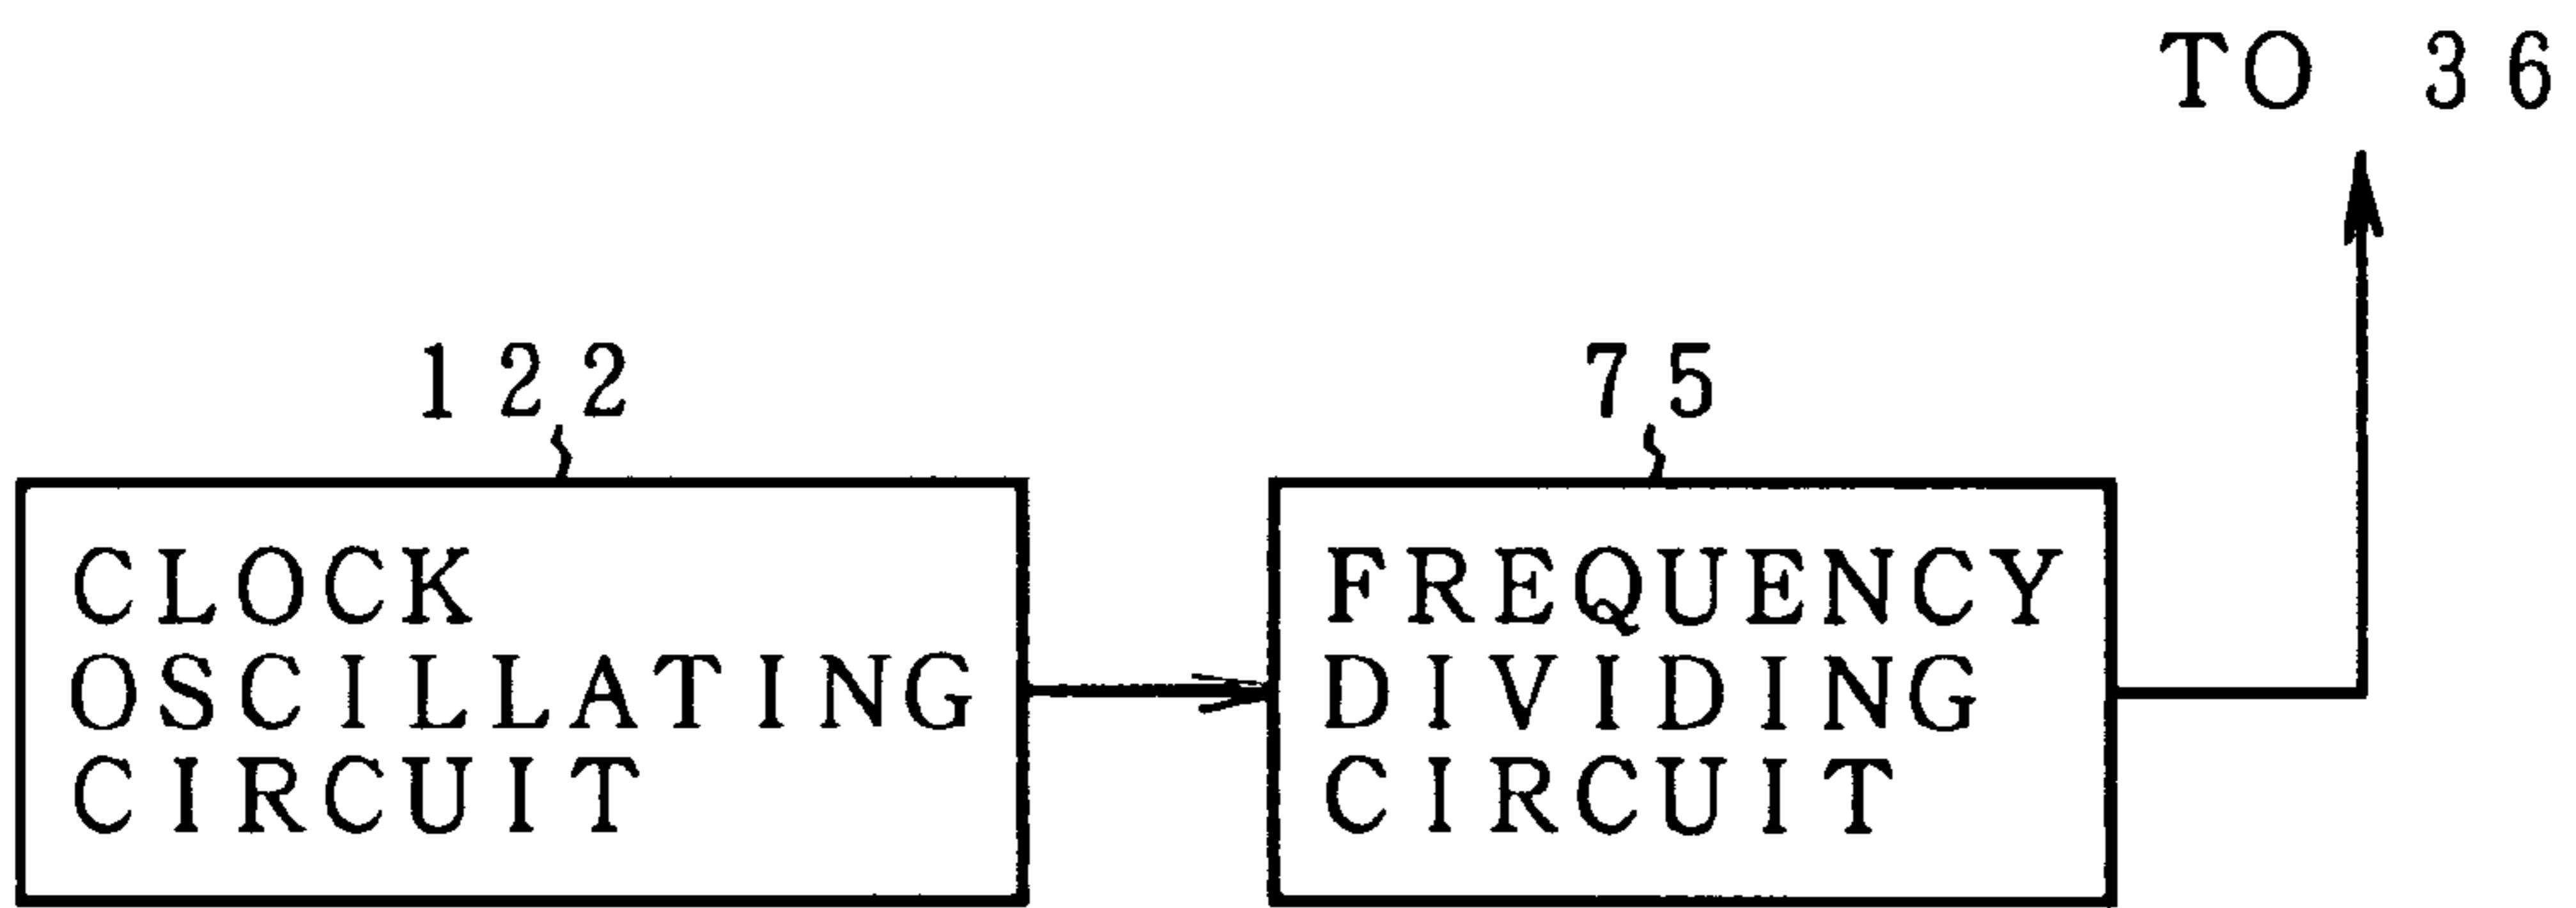 TO 36
122
75
CLOCK
OSCILLATING
CIRCUIT
FREQUENCY
DIVIDING
CIRCUIT